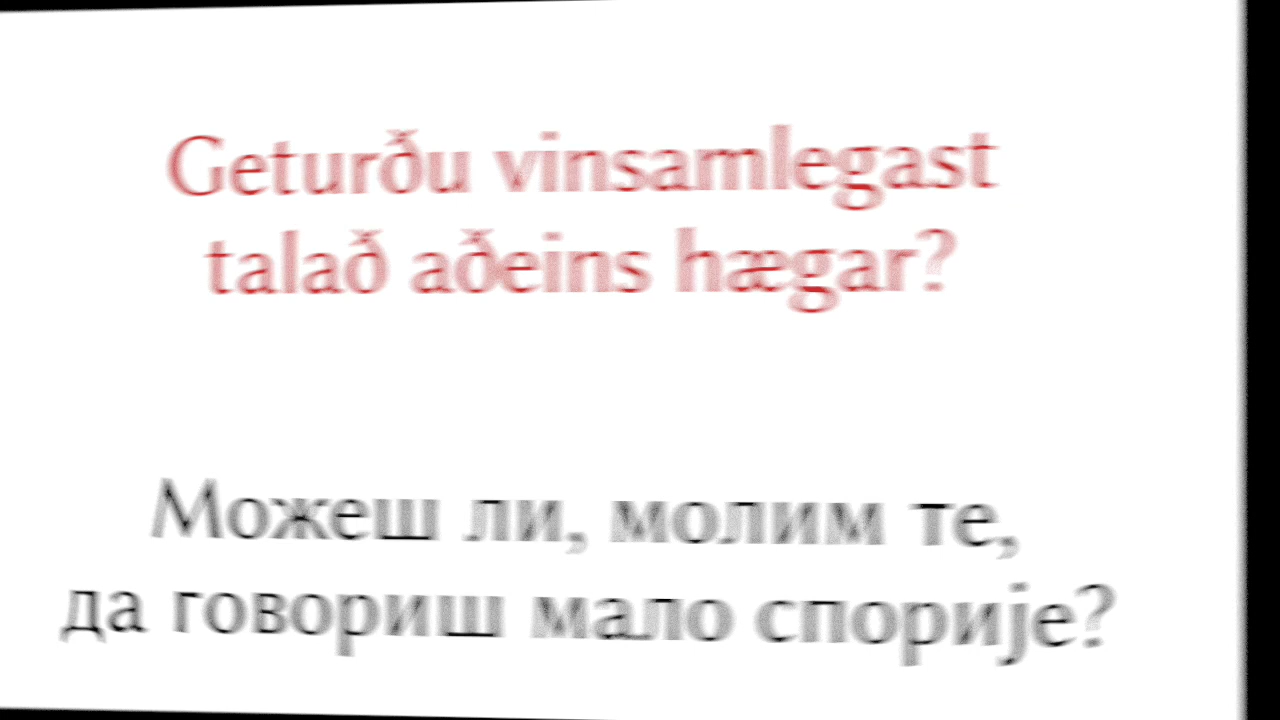 Geturðu vinsamlegast
talað aðeins hægar?
Можеш ли, молим те,
да говориш мало спорије?